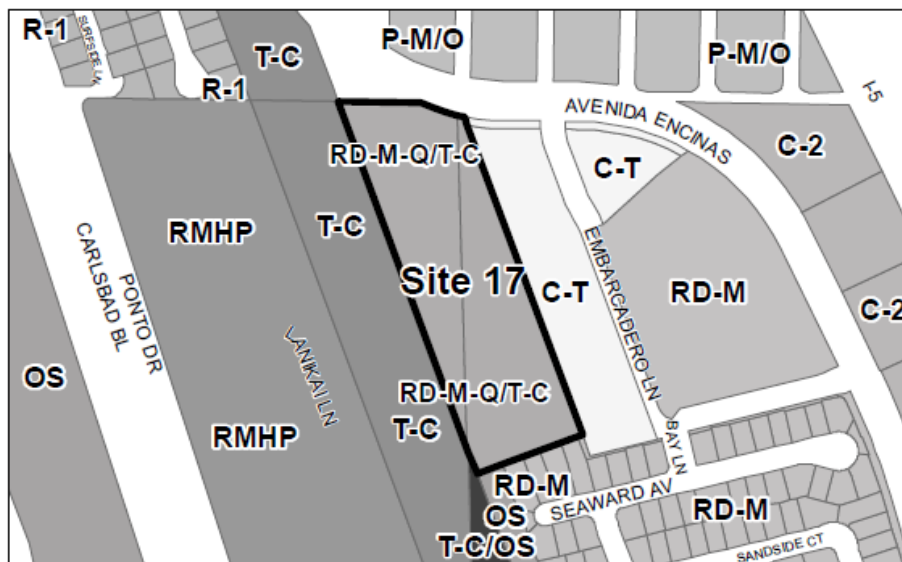 R-1
SURFSIDE LN
T-C
P-M/O
P-M/O
I-5
R-1
AVENIDA ENCINAS
C-2
RD-M-Q/T-C
C-T
RMHP
T-C
EMBARCADERO LN
PONTO DR
CARLSBAD BL
Site 17
C-T
RD-M
C-2
LANIKAI LN
OS
RD-M-Q/T-C
RMHP
T-C
BAY LN
RD-M
SEAWARD AV
RD-M
OS
T-C/OS
SANDSIDE CT